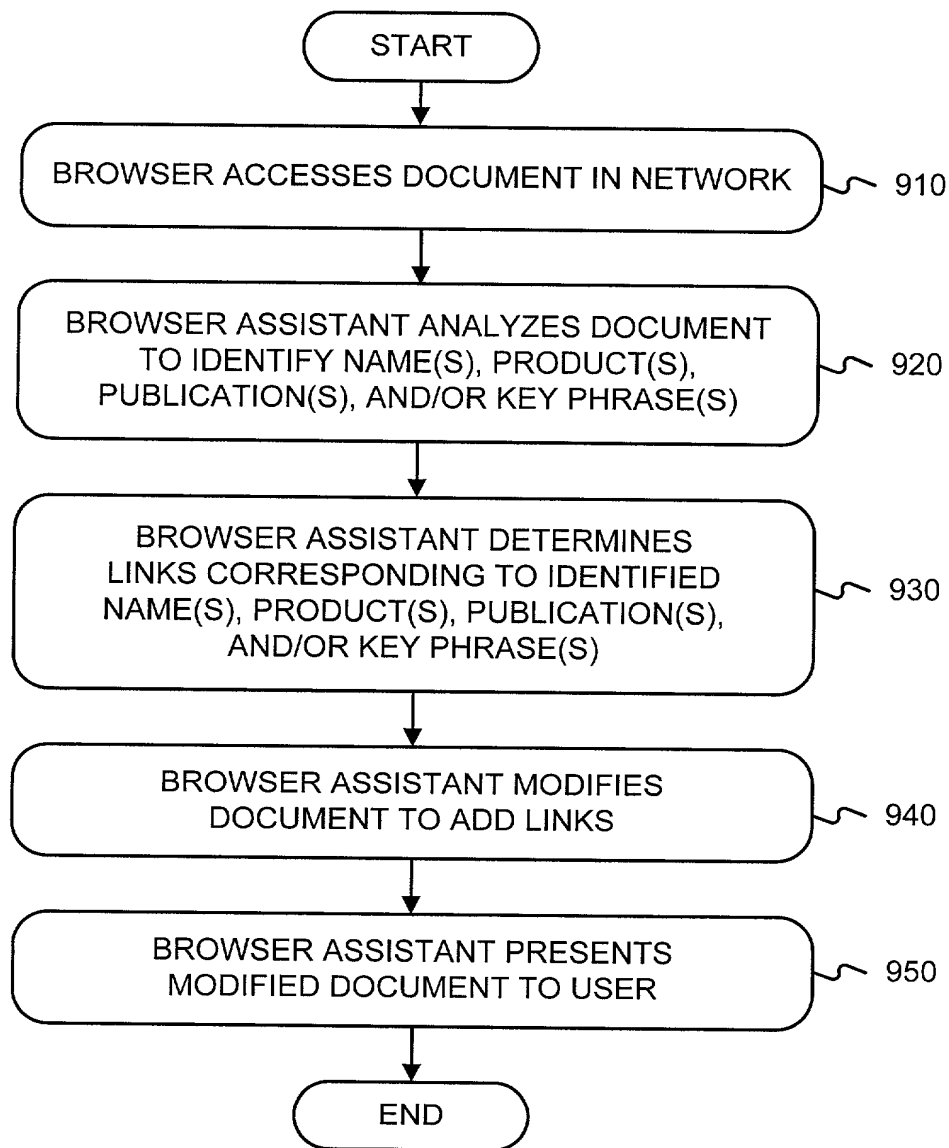 START
BROWSER ACCESSES DOCUMENT IN NETWORK
910
BROWSER ASSISTANT ANALYZES DOCUMENT
TO IDENTIFY NAME(S), PRODUCT(S),
PUBLICATION(S), AND/OR KEY PHRASE(S)
920
BROWSER ASSISTANT DETERMINES
LINKS CORRESPONDING TO IDENTIFIED
NAME(S), PRODUCT(S), PUBLICATION(S),
AND/OR KEY PHRASE(S)
930
BROWSER ASSISTANT MODIFIES
DOCUMENT TO ADD LINKS
940
BROWSER ASSISTANT PRESENTS
MODIFIED DOCUMENT TO USER
950
END